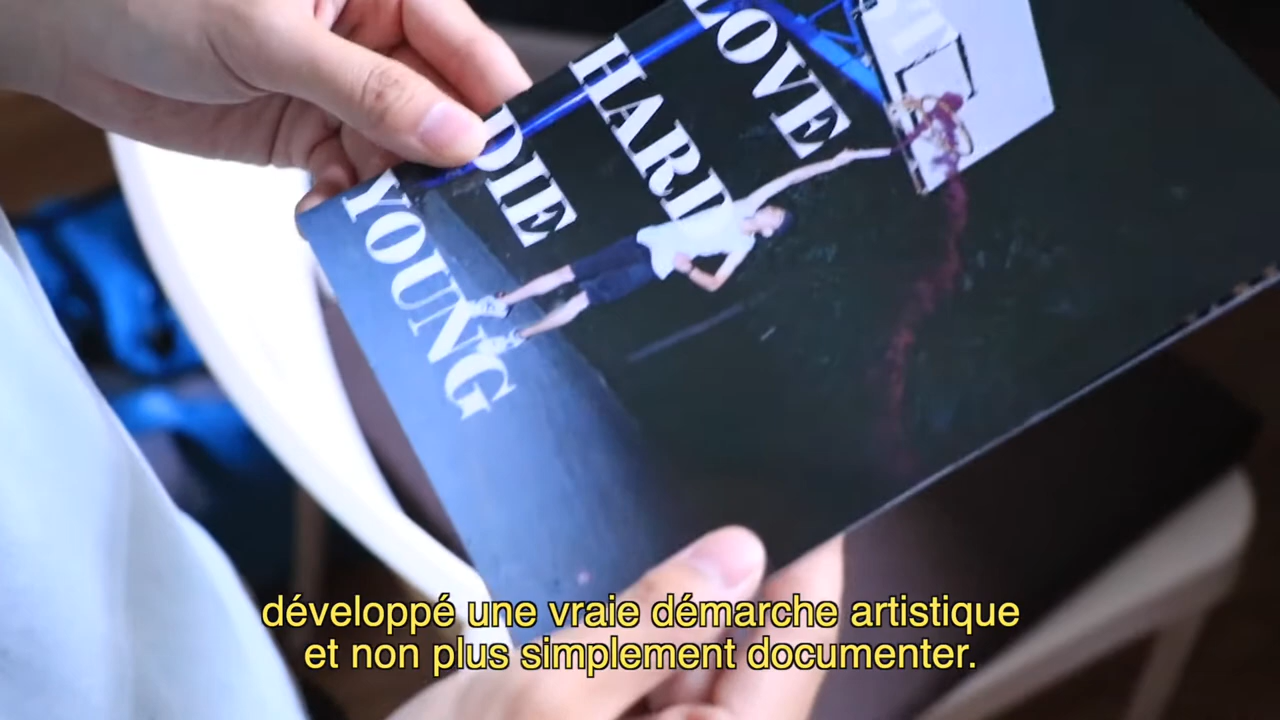 LOVE
HARD
DIE
YOUNG
développé une vraie démarche artistique
et non plus simplement documenter.